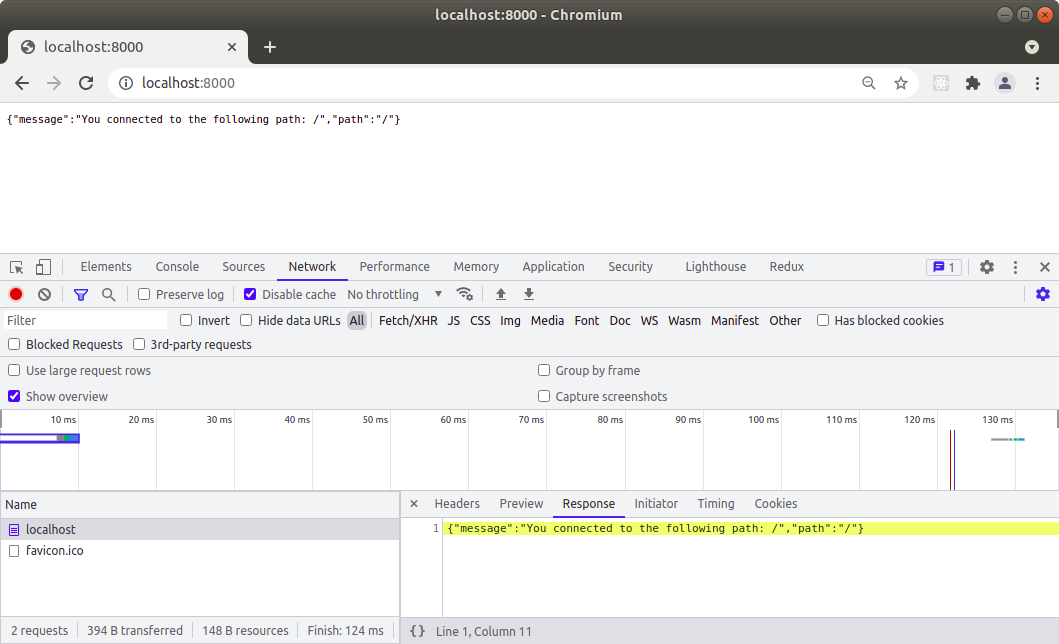 localhost:8000 - Chromium
localhost:8000
localhost:8000
{"message":"You connected to the following path: /","path":"/"}
Elements Console Sources Network Performance Memory Application Security Lighthouse Redux 1
Preserve log Disable cache No throttling
Filter Invert Hide data URLs All Fetch/XHR JS CSS Img Media Font Doc WS Wasm Manifest Other Has blocked cookies
Blocked Requests 3rd-party requests
Use large request rows Group by frame
Show overview Capture screenshots
10 ms 20 ms 30 ms 40 ms 50 ms 60 ms 70 ms 80 ms 90 ms 100 ms 110 ms 120 ms 130 ms
Name Headers Preview Response Initiator Timing Cookies
localhost 1 {"message":"You connected to the following path: /","path":"/"}
favicon.ico
2 requests 394 B transferred 148 B resources Finish: 124 ms {} Line 1, Column 11